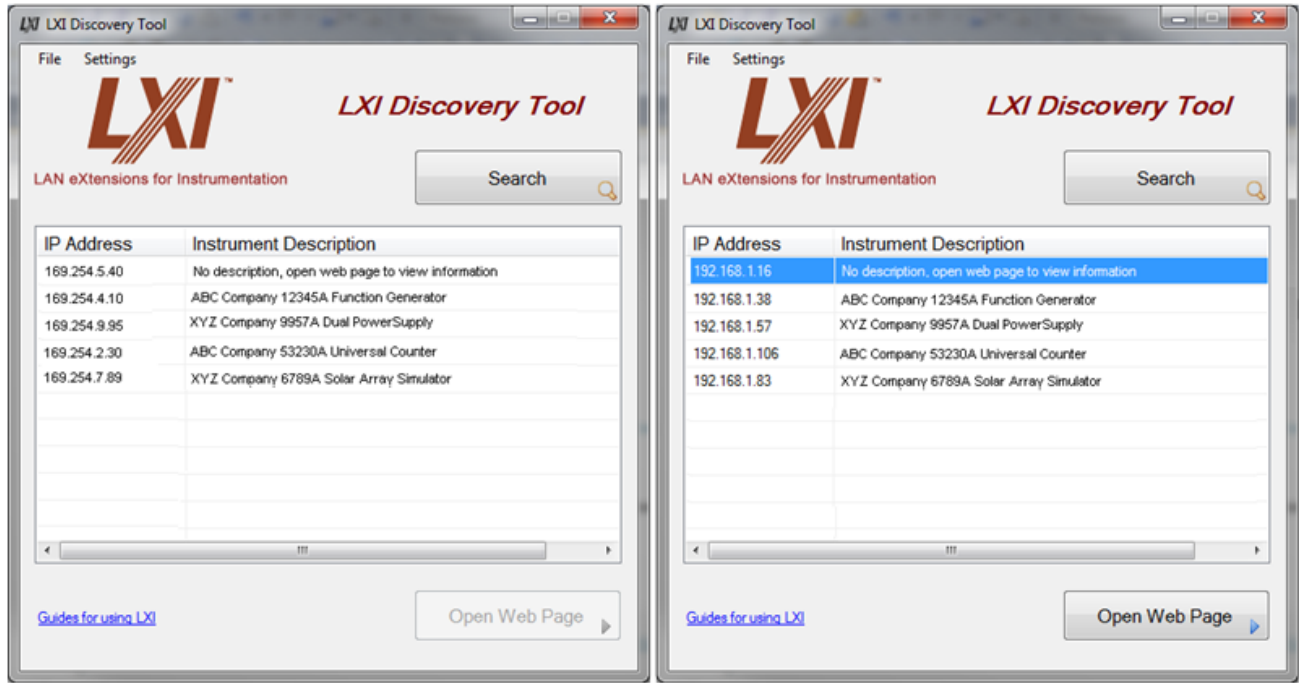 LXI LXI Discovery Tool
File Settings
LXI™
LXI Discovery Tool
LAN eXtensions for Instrumentation
Search
IP Address Instrument Description
169.254.5.40 No description, open web page to view information
169.254.4.10 ABC Company 12345A Function Generator
169.254.9.95 XYZ Company 9957A Dual PowerSupply
169.254.2.30 ABC Company 53230A Universal Counter
169.254.7.89 XYZ Company 6789A Solar Array Simulator
Guides for using LXI
Open Web Page
LXI LXI Discovery Tool
File Settings
LXI™
LXI Discovery Tool
LAN eXtensions for Instrumentation
Search
IP Address Instrument Description
192.168.1.16 No description, open web page to view information
192.168.1.38 ABC Company 12345A Function Generator
192.168.1.57 XYZ Company 9957A Dual PowerSupply
192.168.1.106 ABC Company 53230A Universal Counter
192.168.1.83 XYZ Company 6789A Solar Array Simulator
Guides for using LXI
Open Web Page